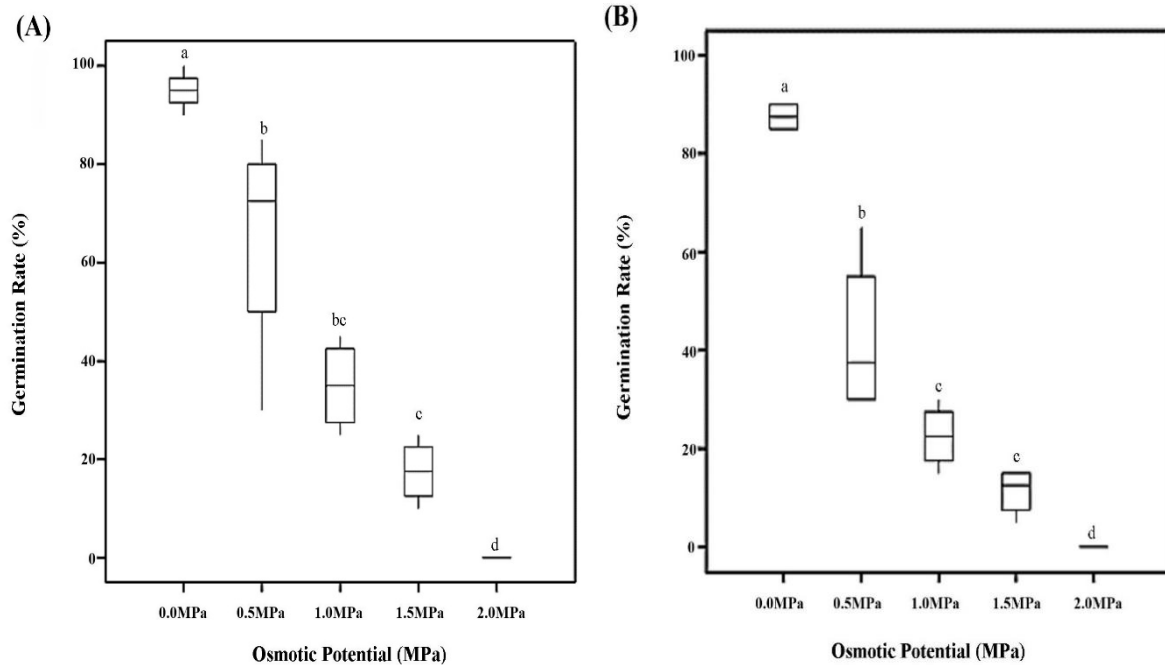 (A)
Germination Rate (%)
100
80
60
40
20
0
a
b
bc
c
d
0.0MPa 0.5MPa 1.0MPa 1.5MPa 2.0MPa
Osmotic Potential (MPa)
(B)
Germination Rate (%)
100
80
60
40
20
0
a
b
c
c
d
0.0MPa 0.5MPa 1.0MPa 1.5MPa 2.0MPa
Osmotic Potential (MPa)